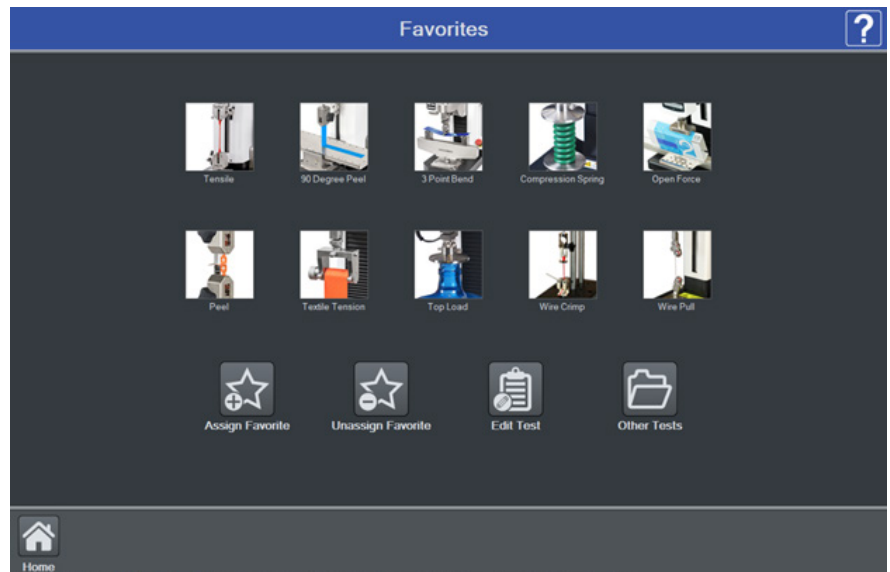 Favorites
?
Tensile
90 Degree Peel
3 Point Bend
Compression Spring
Open Force
Peel
Textile Tension
Top Load
Wire Crimp
Wire Pull
Assign Favorite
Unassign Favorite
Edit Test
Other Tests
Home